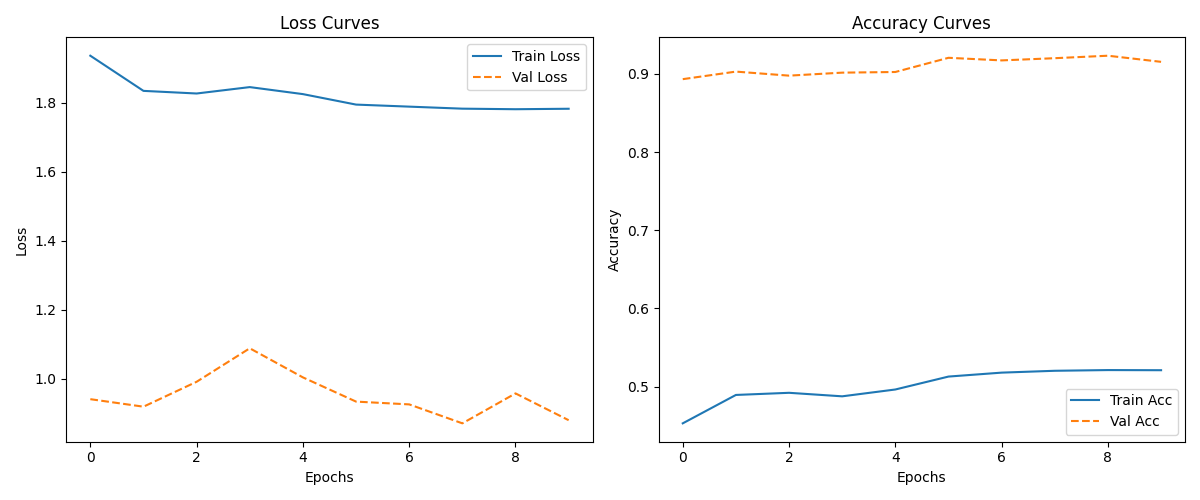 Loss Curves
Train Loss
Val Loss
1.8
1.6
1.4
1.2
1.0
Loss
0 2 4 6 8
Epochs
Accuracy Curves
0.9
0.8
0.7
0.6
0.5
Accuracy
Train Acc
Val Acc
0 2 4 6 8
Epochs